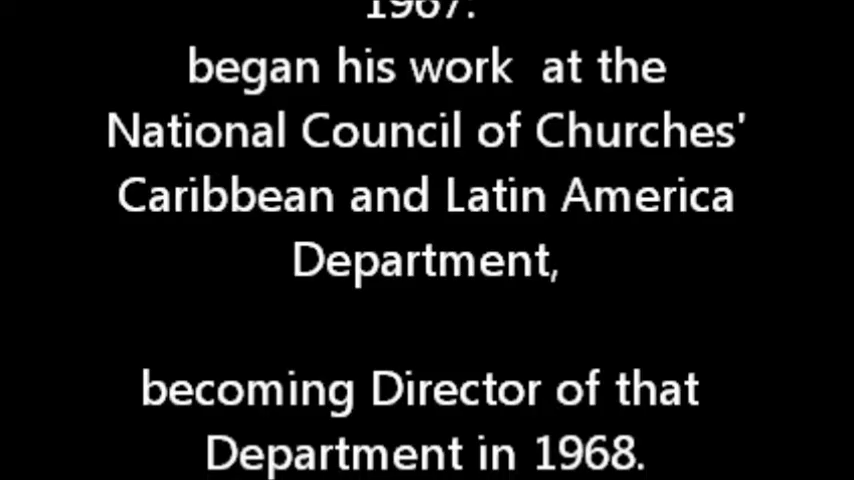 1967:
began his work  at the
National Council of Churches'
Caribbean and Latin America
Department,
becoming Director of that
Department in 1968.